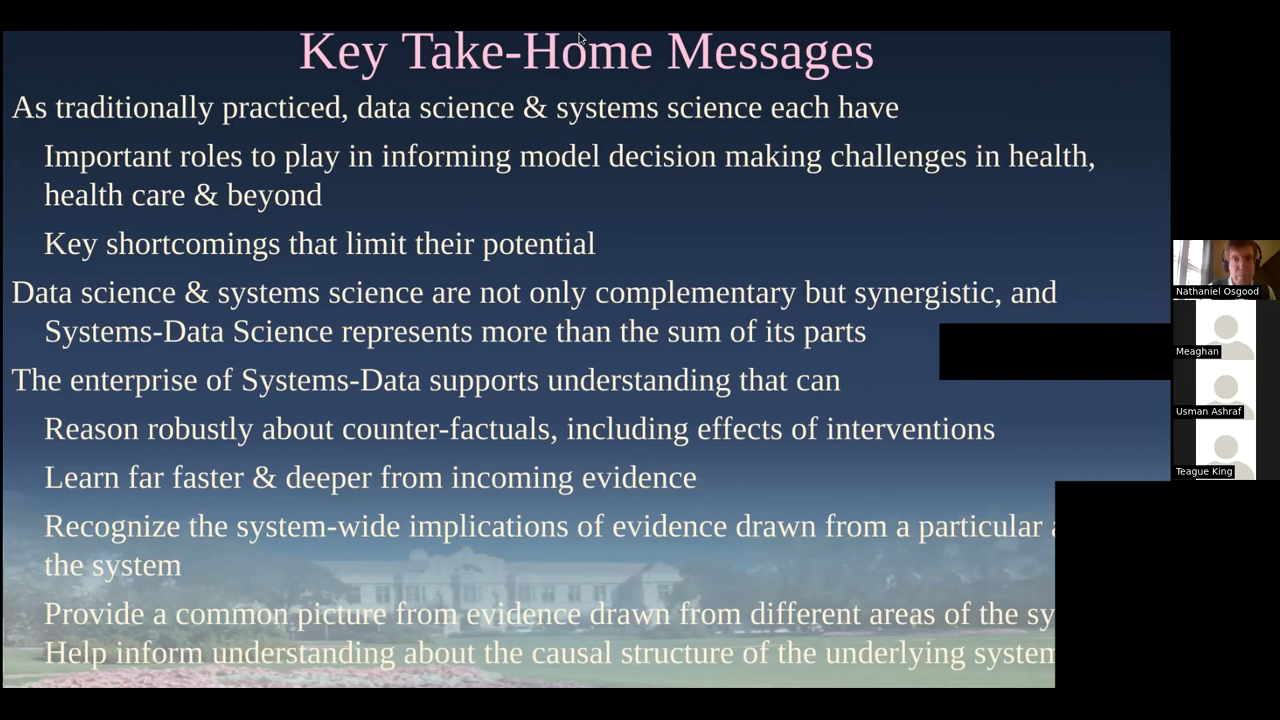 Key Take-Home Messages
As traditionally practiced, data science & systems science each have
Important roles to play in informing model decision making challenges in health,
health care & beyond
Key shortcomings that limit their potential
Data science & systems science are not only complementary but synergistic, and
Systems-Data Science represents more than the sum of its parts
The enterprise of Systems-Data supports understanding that can
Reason robustly about counter-factuals, including effects of interventions
Learn far faster & deeper from incoming evidence
Recognize the system-wide implications of evidence drawn from a particular
the system
Provide a common picture from evidence drawn from different areas of the
Help inform understanding about the causal structure of the underlying system
Nathaniel Osgood
Meaghan
Usman Ashraf
Teague King